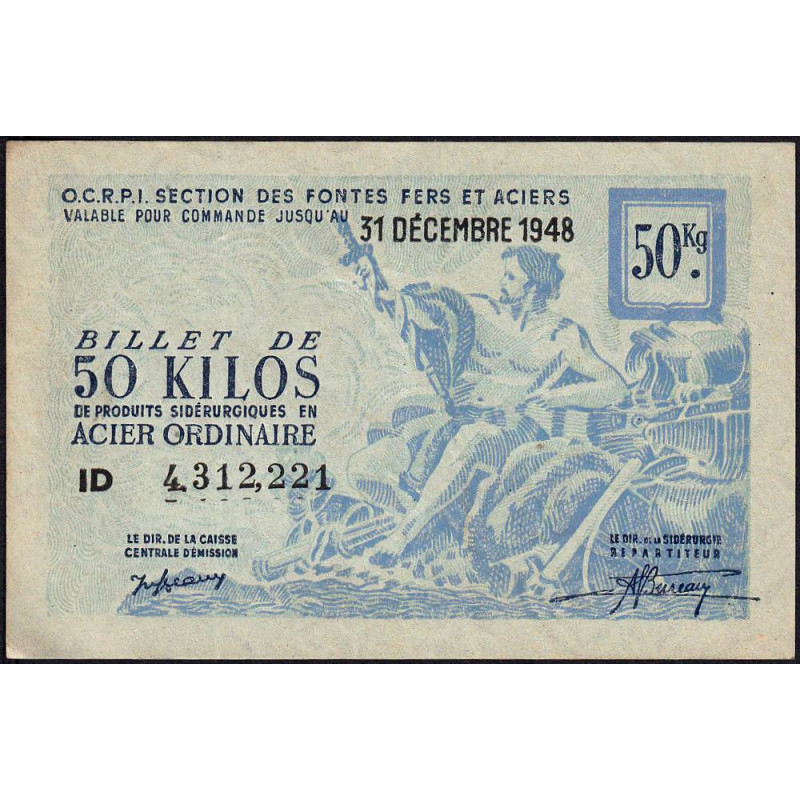 O.C.R.P.I. SECTION DES FONTES FERS ET ACIERS
VALABLE POUR COMMANDE JUSQU'AU 31 DÉCEMBRE 1948
50 Kg.
BILLET DE
50 KILOS
DE PRODUITS SIDÉRURGIQUES EN
ACIER ORDINAIRE
ID 4,312,221
LE DIR. DE LA CAISSE
CENTRALE D'ÉMISSION
LE DIR. DE LA SIDÉRURGIE
REPARTITEUR